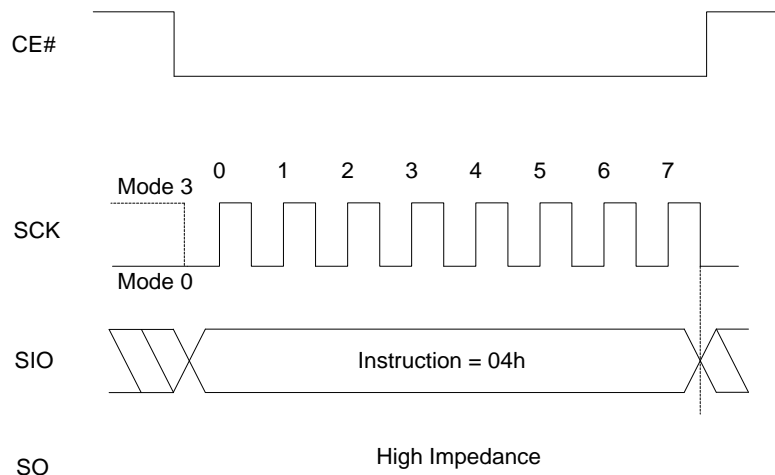 CE#
0 1 2 3 4 5 6 7
Mode 3
SCK
Mode 0
SIO
Instruction = 04h
High Impedance
SO